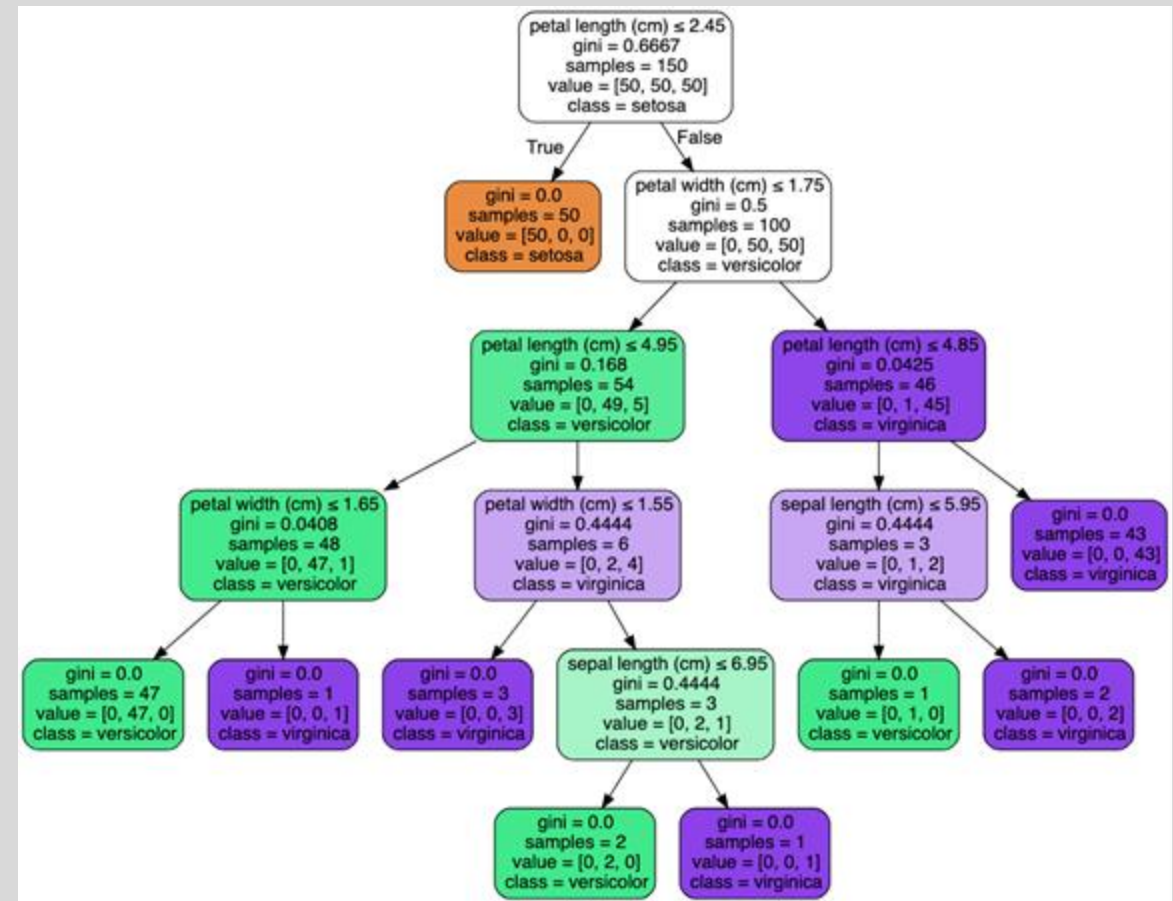 petal length (cm) ≤ 2.45
gini = 0.6667
samples = 150
value = [50, 50, 50]
class = setosa
True
False
gini = 0.0
samples = 50
value = [50, 0, 0]
class = setosa
petal width (cm) ≤ 1.75
gini = 0.5
samples = 100
value = [0, 50, 50]
class = versicolor
petal length (cm) ≤ 4.95
gini = 0.168
samples = 54
value = [0, 49, 5]
class = versicolor
petal length (cm) ≤ 4.85
gini = 0.0425
samples = 46
value = [0, 1, 45]
class = virginica
petal width (cm) ≤ 1.65
gini = 0.0408
samples = 48
value = [0, 47, 1]
class = versicolor
petal width (cm) ≤ 1.55
gini = 0.4444
samples = 6
value = [0, 2, 4]
class = virginica
sepal length (cm) ≤ 5.95
gini = 0.4444
samples = 3
value = [0, 1, 2]
class = virginica
gini = 0.0
samples = 43
value = [0, 0, 43]
class = virginica
gini = 0.0
samples = 47
value = [0, 47, 0]
class = versicolor
gini = 0.0
samples = 1
value = [0, 0, 1]
class = virginica
gini = 0.0
samples = 3
value = [0, 0, 3]
class = virginica
sepal length (cm) ≤ 6.95
gini = 0.4444
samples = 3
value = [0, 2, 1]
class = versicolor
gini = 0.0
samples = 1
value = [0, 1, 0]
class = versicolor
gini = 0.0
samples = 2
value = [0, 0, 2]
class = virginica
gini = 0.0
samples = 2
value = [0, 2, 0]
class = versicolor
gini = 0.0
samples = 1
value = [0, 0, 1]
class = virginica